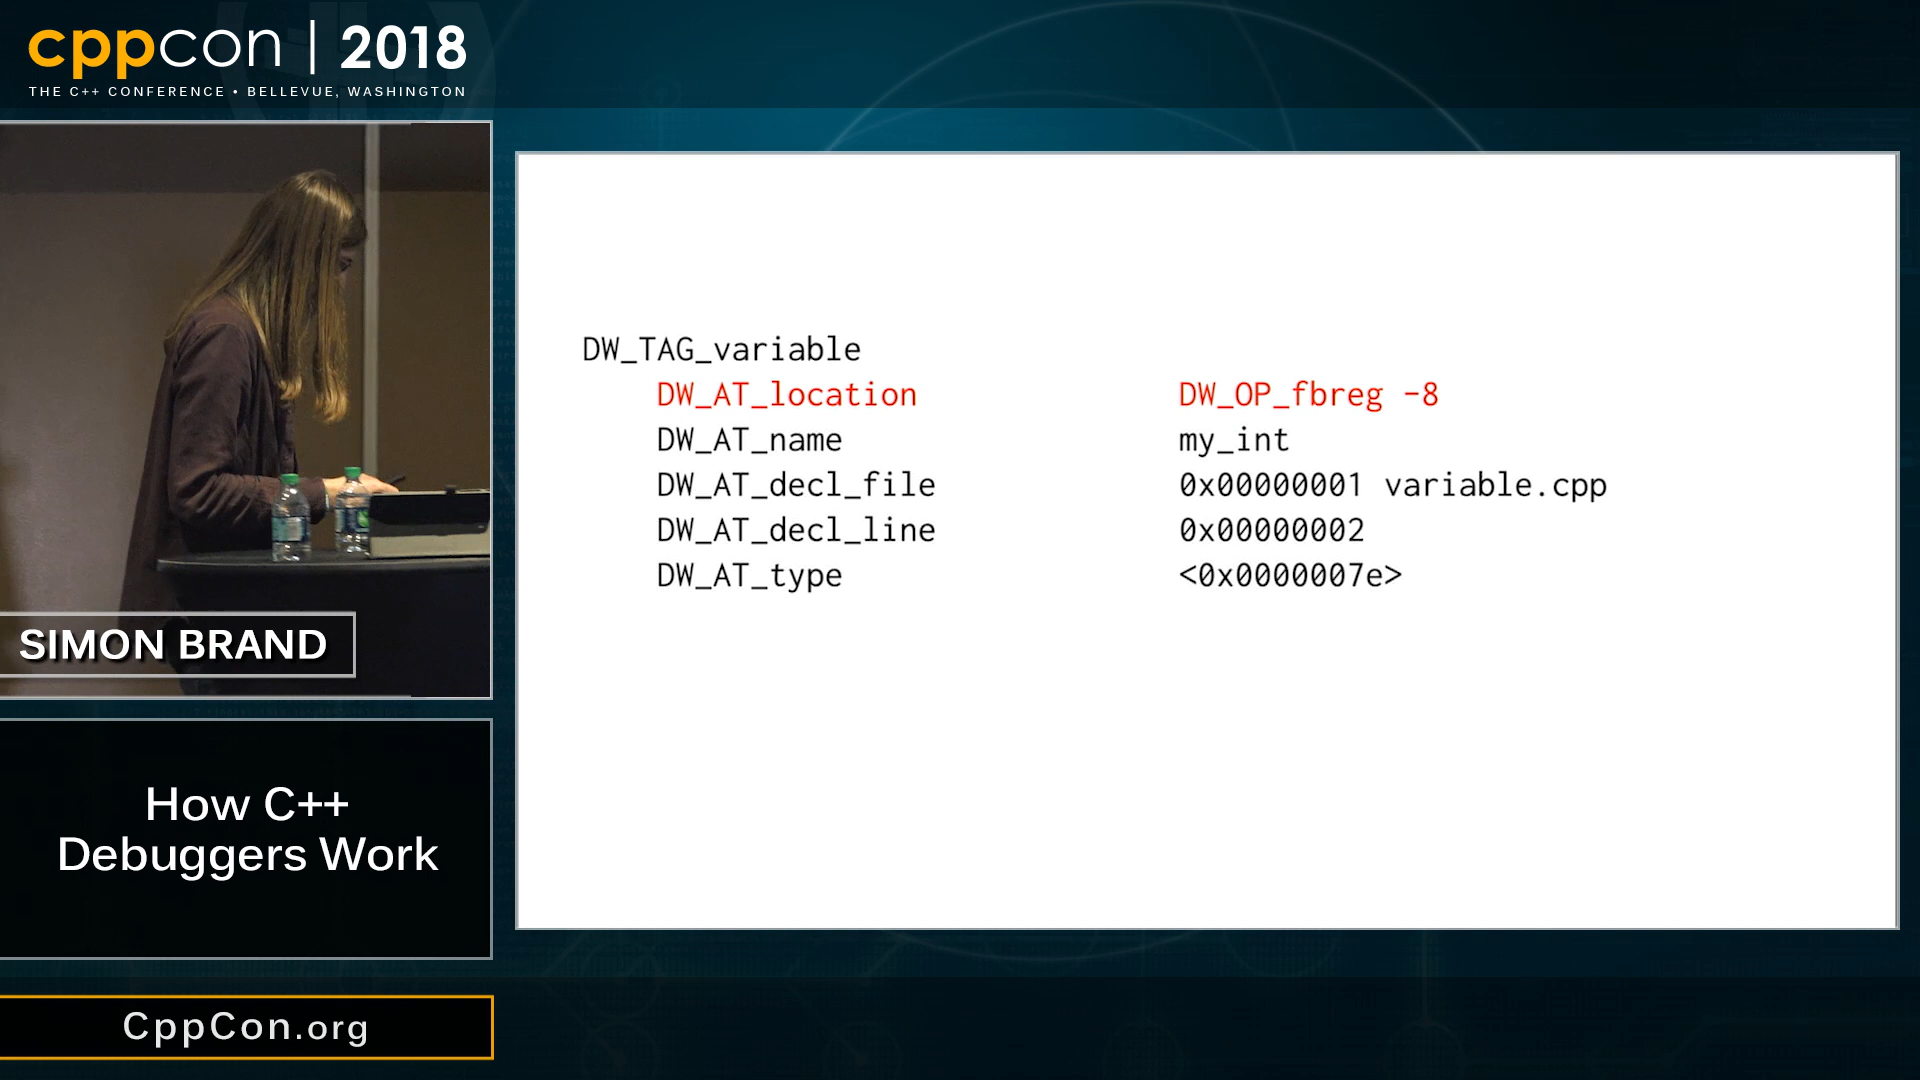 cppcon | 2018
THE C++ CONFERENCE • BELLEVUE, WASHINGTON
SIMON BRAND
How C++
Debuggers Work
CppCon.org
DW_TAG_variable
DW_AT_location DW_OP_fbreg -8
DW_AT_name my_int
DW_AT_decl_file 0x00000001 variable.cpp
DW_AT_decl_line 0x00000002
DW_AT_type <0x0000007e>